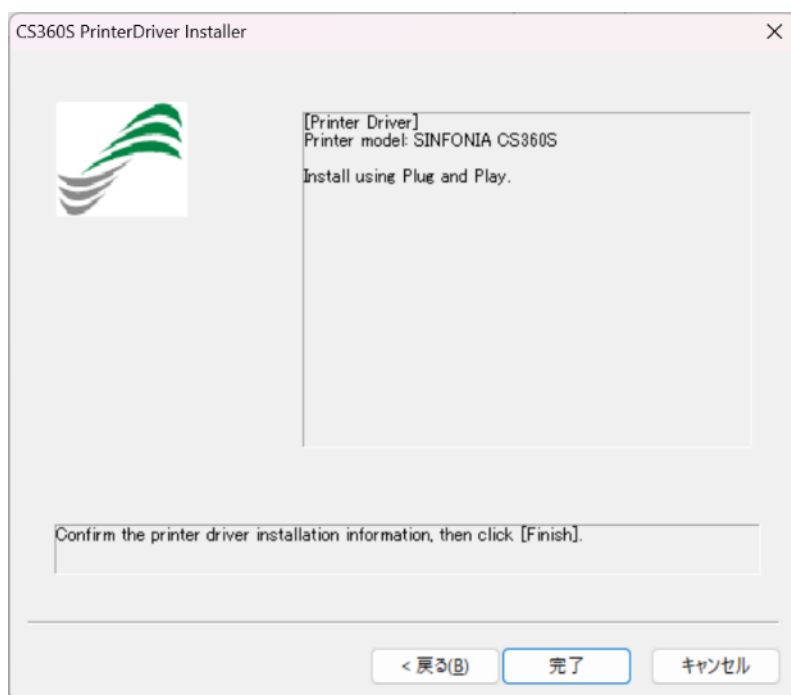 CS360S PrinterDriver Installer
[Printer Driver]
Printer model: SINFONIA CS360S
Install using Plug and Play.
Confirm the printer driver installation information, then click [Finish].
< 戻る(B)
完了
キャンセル